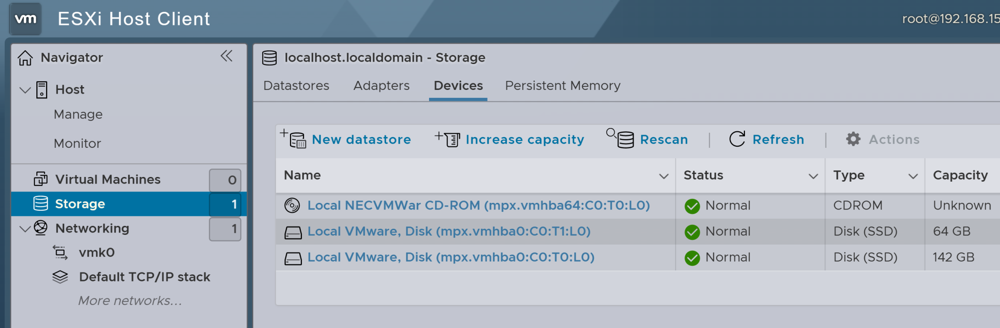 vm
ESXi Host Client
root@192.168.15
Navigator
Host
Manage
Monitor
Virtual Machines 0
Storage 1
Networking 1
vmk0
Default TCP/IP stack
More networks...
localhost.localdomain - Storage
Datastores Adapters Devices Persistent Memory
New datastore Increase capacity Rescan | Refresh | Actions
Name Status Type Capacity
Local NECVMWar CD-ROM (mpx.vmhba64:C0:T0:L0) Normal CDROM Unknown
Local VMware, Disk (mpx.vmhba0:C0:T1:L0) Normal Disk (SSD) 64 GB
Local VMware, Disk (mpx.vmhba0:C0:T0:L0) Normal Disk (SSD) 142 GB